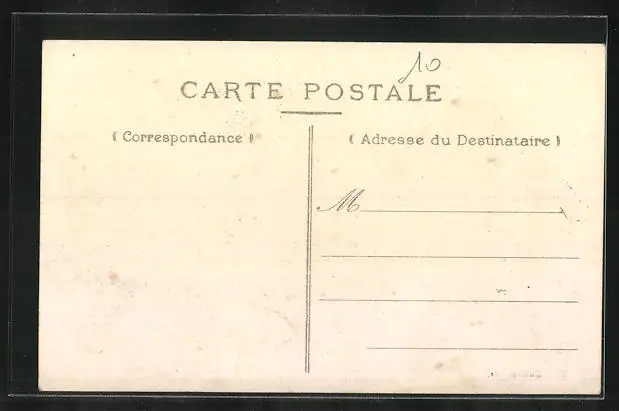 10
CARTE POSTALE
( Correspondance )
( Adresse du Destinataire )
M